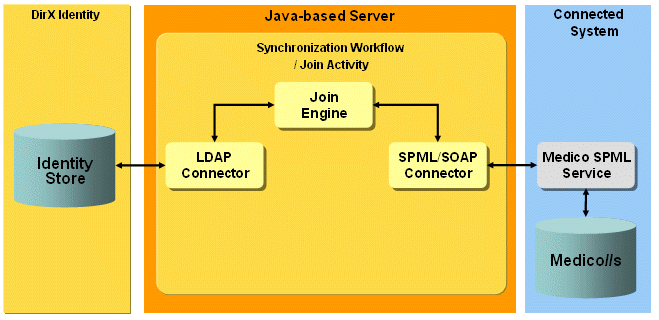 DirX Identity
Java-based Server
Connected
System
Synchronization Workflow
/ Join Activity
Join
Engine
Identity
Store
LDAP
Connector
SPML/SOAP
Connector
Medico SPML
Service
Medico//s